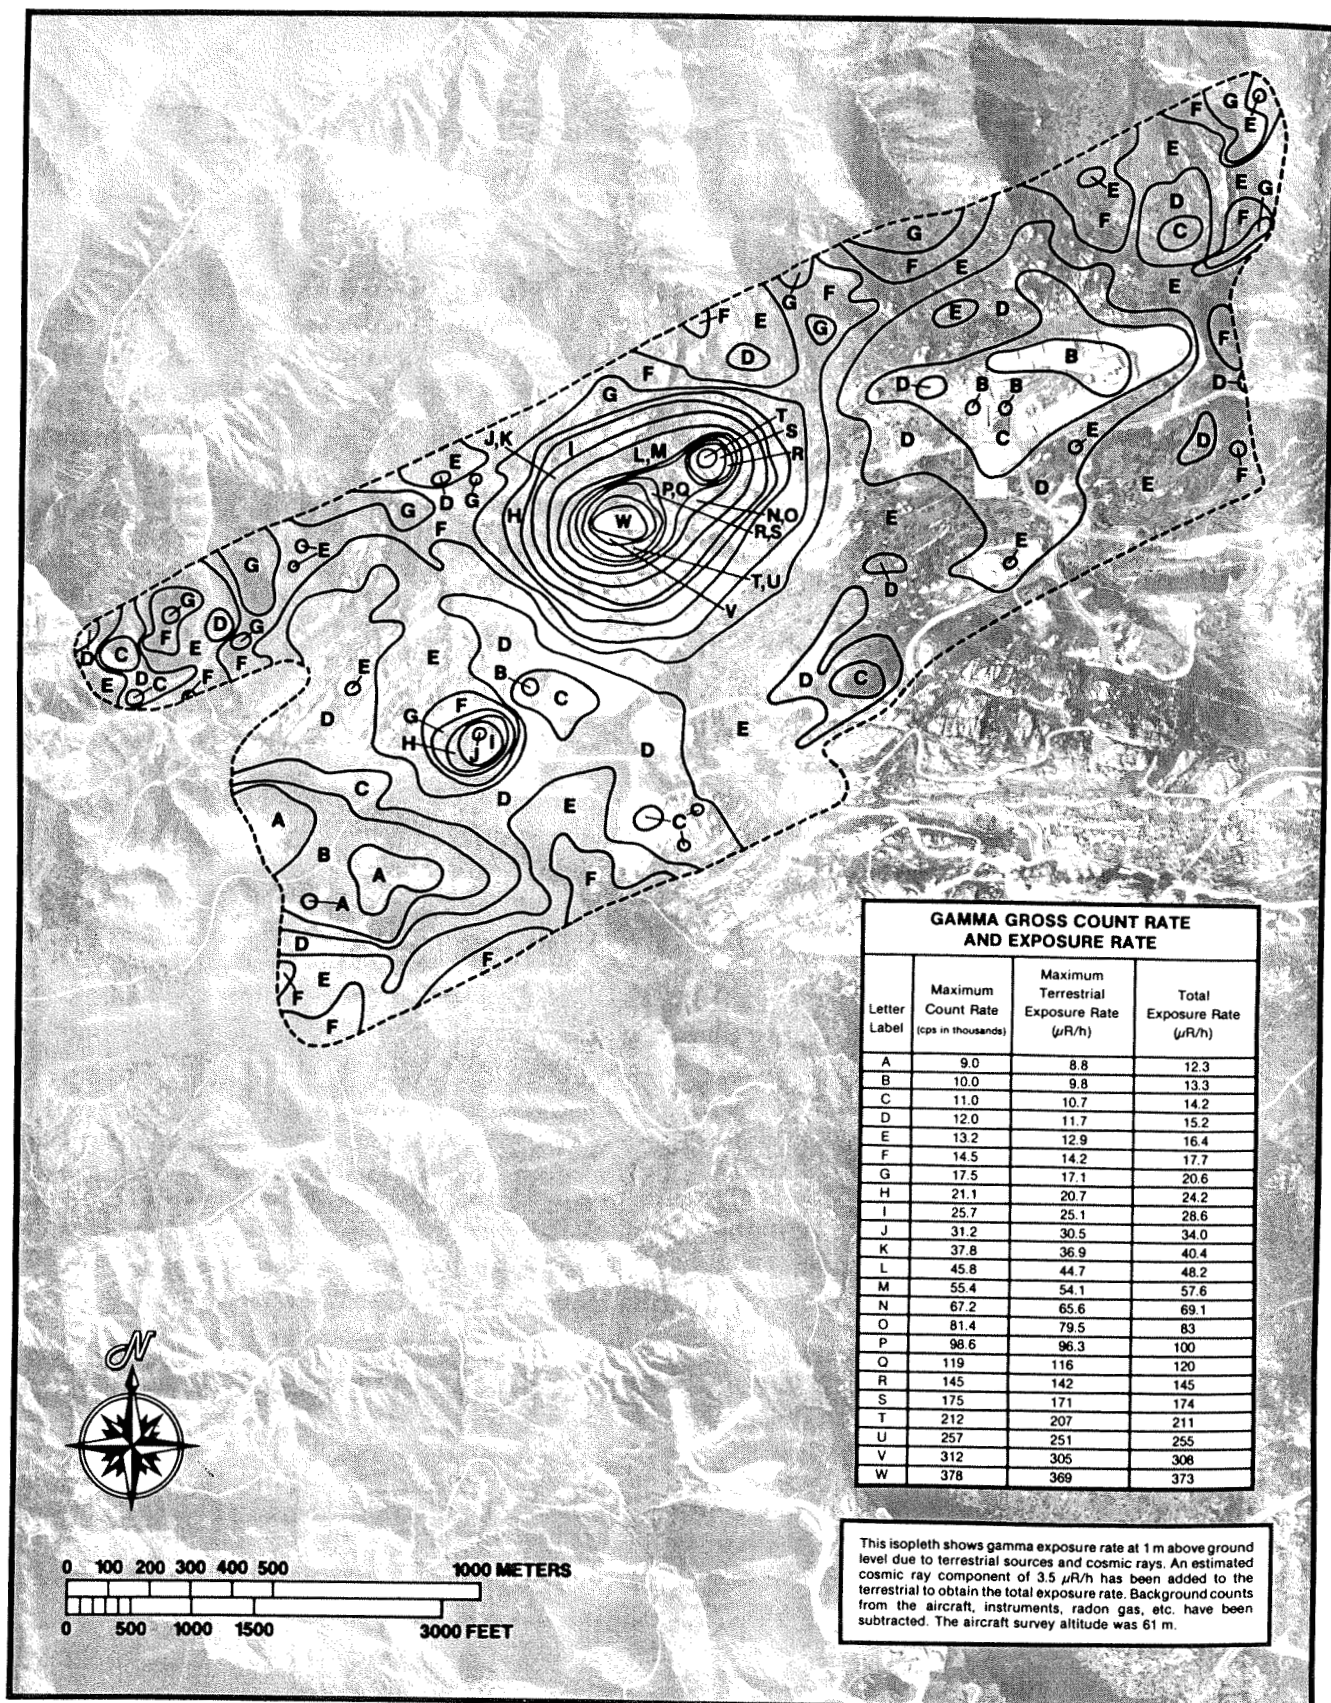 G
F
E
E
E
E
D
G
F
F
C
G
F
E
E
G
F
E
D
F
E
G
F
D
B
F
D
B
B
D
G
T
S
J,K
I
L,M
R
E
D
C
E
D
F
D
G
P,Q
E
H
W
N,O
R,S
G
F
E
E
E
G
T,U
D
G
D
G
V
F
E
D
C
E
D
F
E
D
B
C
D
C
E
D
C
F
F
G
E
D
H
I
J
D
C
D
E
A
C
B
A
F
A
D
E
F
F
F
GAMMA GROSS COUNT RATE
AND EXPOSURE RATE
Letter Label	Maximum Count Rate (cps in thousands)	Maximum Terrestrial Exposure Rate (μR/h)	Total Exposure Rate (μR/h)
A 9.0 8.8 12.3
B 10.0 9.8 13.3
C 11.0 10.7 14.2
D 12.0 11.7 15.2
E 13.2 12.9 16.4
F 14.5 14.2 17.7
G 17.5 17.1 20.6
H 21.1 20.7 24.2
I 25.7 25.1 28.6
J 31.2 30.5 34.0
K 37.8 36.9 40.4
L 45.8 44.7 48.2
M 55.4 54.1 57.6
N 67.2 65.6 69.1
O 81.4 79.5 83
P 98.6 96.3 100
Q 119 116 120
R 145 142 145
S 175 171 174
T 212 207 211
U 257 251 255
V 312 305 308
W 378 369 373
N
0 100 200 300 400 500 1000 METERS
0 500 1000 1500 3000 FEET
This isopleth shows gamma exposure rate at 1 m above ground
level due to terrestrial sources and cosmic rays. An estimated
cosmic ray component of 3.5 μR/h has been added to the
terrestrial to obtain the total exposure rate. Background counts
from the aircraft, instruments, radon gas, etc. have been
subtracted. The aircraft survey altitude was 61 m.